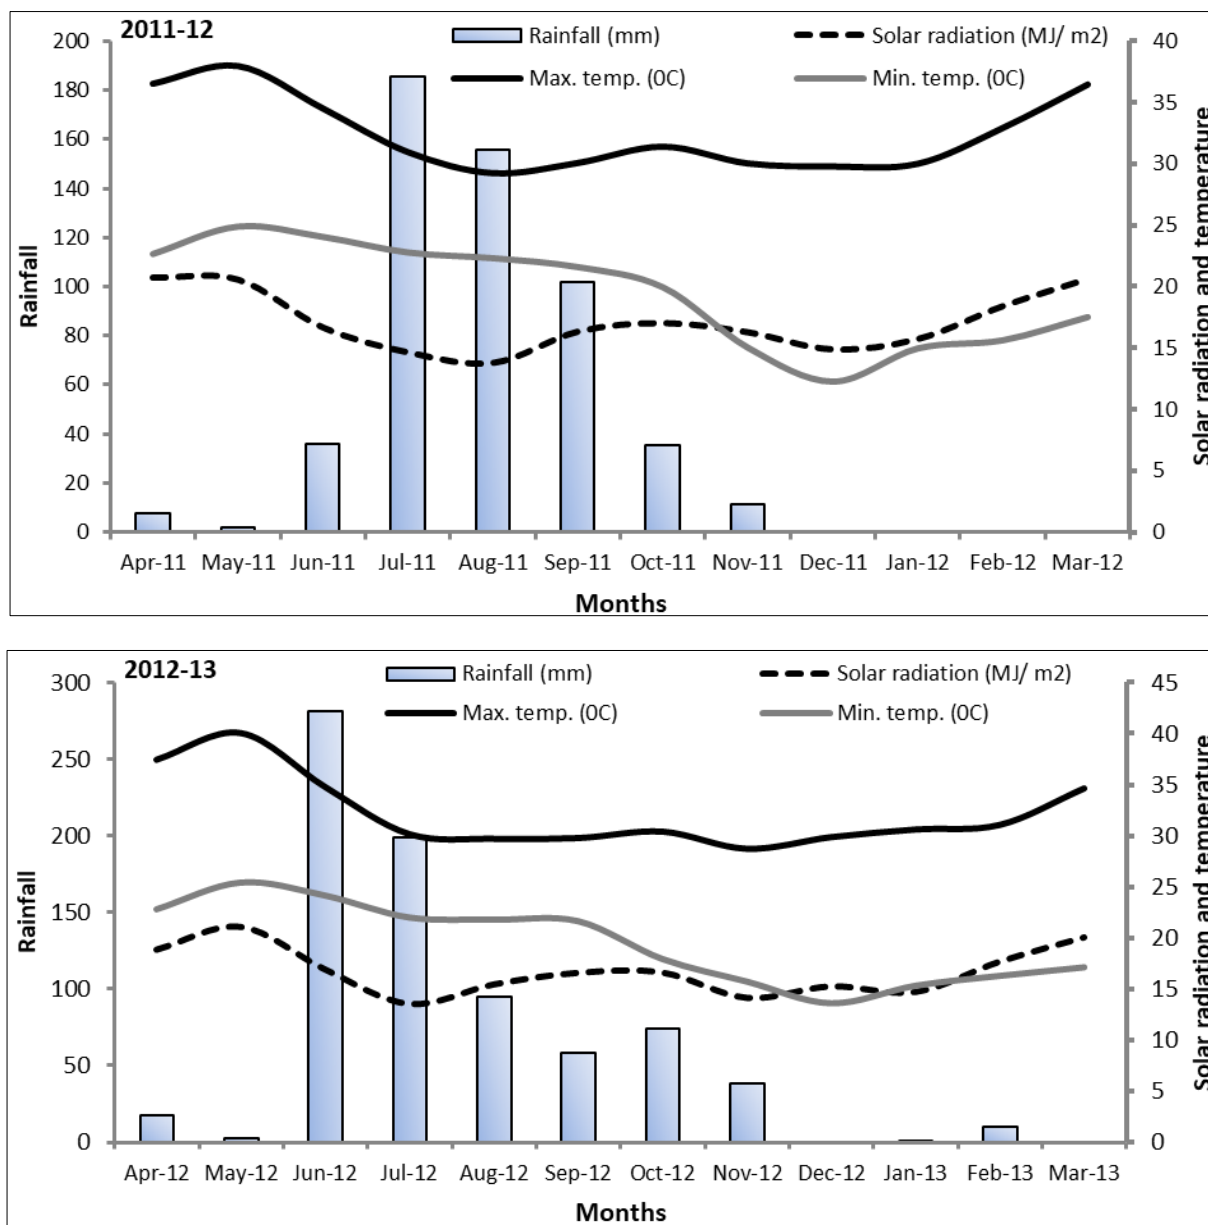 2011-12
Rainfall (mm)
Solar radiation (MJ/ m2)
Max. temp. (0C)
Min. temp. (0C)
200
180
160
140
120
100
80
60
40
20
0
Rainfall
40
35
30
25
20
15
10
5
0
Solar radiation and temperature
Apr-11 May-11 Jun-11 Jul-11 Aug-11 Sep-11 Oct-11 Nov-11 Dec-11 Jan-12 Feb-12 Mar-12
Months
2012-13
Rainfall (mm)
Solar radiation (MJ/ m2)
Max. temp. (0C)
Min. temp. (0C)
300
250
200
150
100
50
0
Rainfall
45
40
35
30
25
20
15
10
5
0
Solar radiation and temperature
Apr-12 May-12 Jun-12 Jul-12 Aug-12 Sep-12 Oct-12 Nov-12 Dec-12 Jan-13 Feb-13 Mar-13
Months